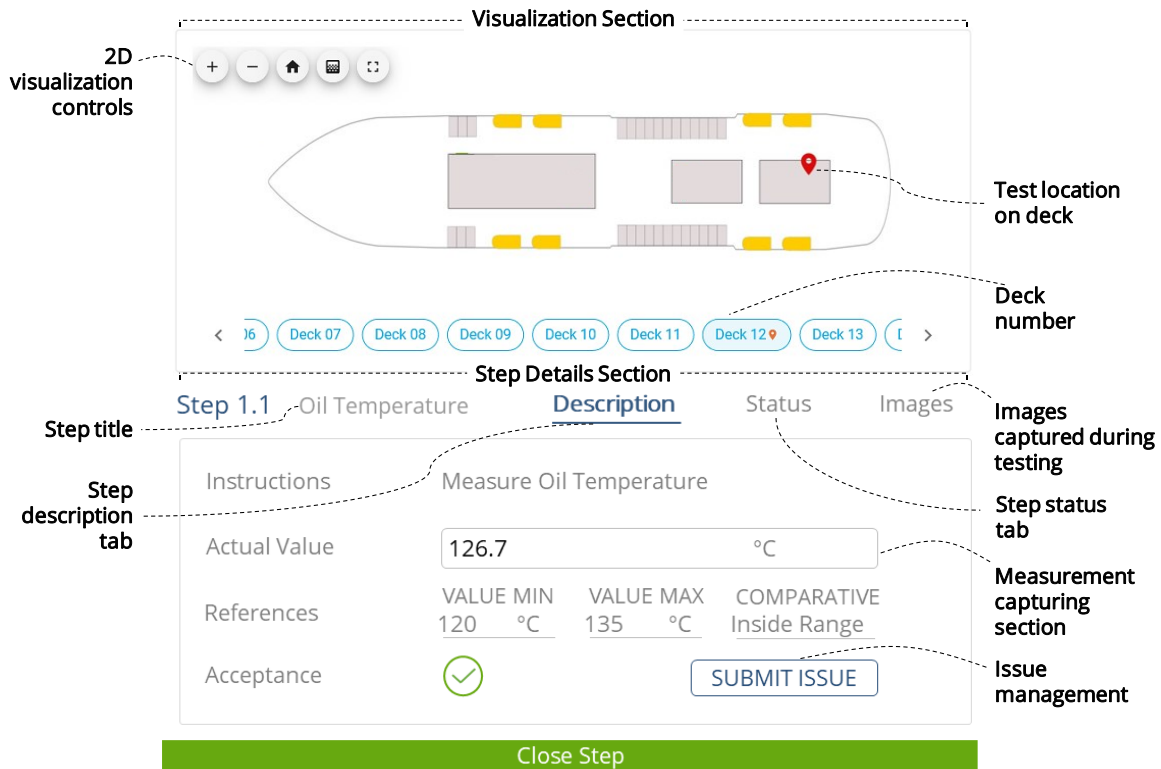 Visualization Section
2D
visualization
controls
Test location
on deck
Deck
number
06
Deck 07
Deck 08
Deck 09
Deck 10
Deck 11
Deck 12
Deck 13
Step Details Section
Step 1.1
Oil Temperature
Description
Status
Images
Step title
Images
captured during
testing
Step
description
tab
Step status
tab
Instructions
Measure Oil Temperature
Actual Value
126.7
°C
Measurement
capturing
section
References
VALUE MIN
VALUE MAX
COMPARATIVE
120 °C
135 °C
Inside Range
Acceptance
SUBMIT ISSUE
Issue
management
Close Step